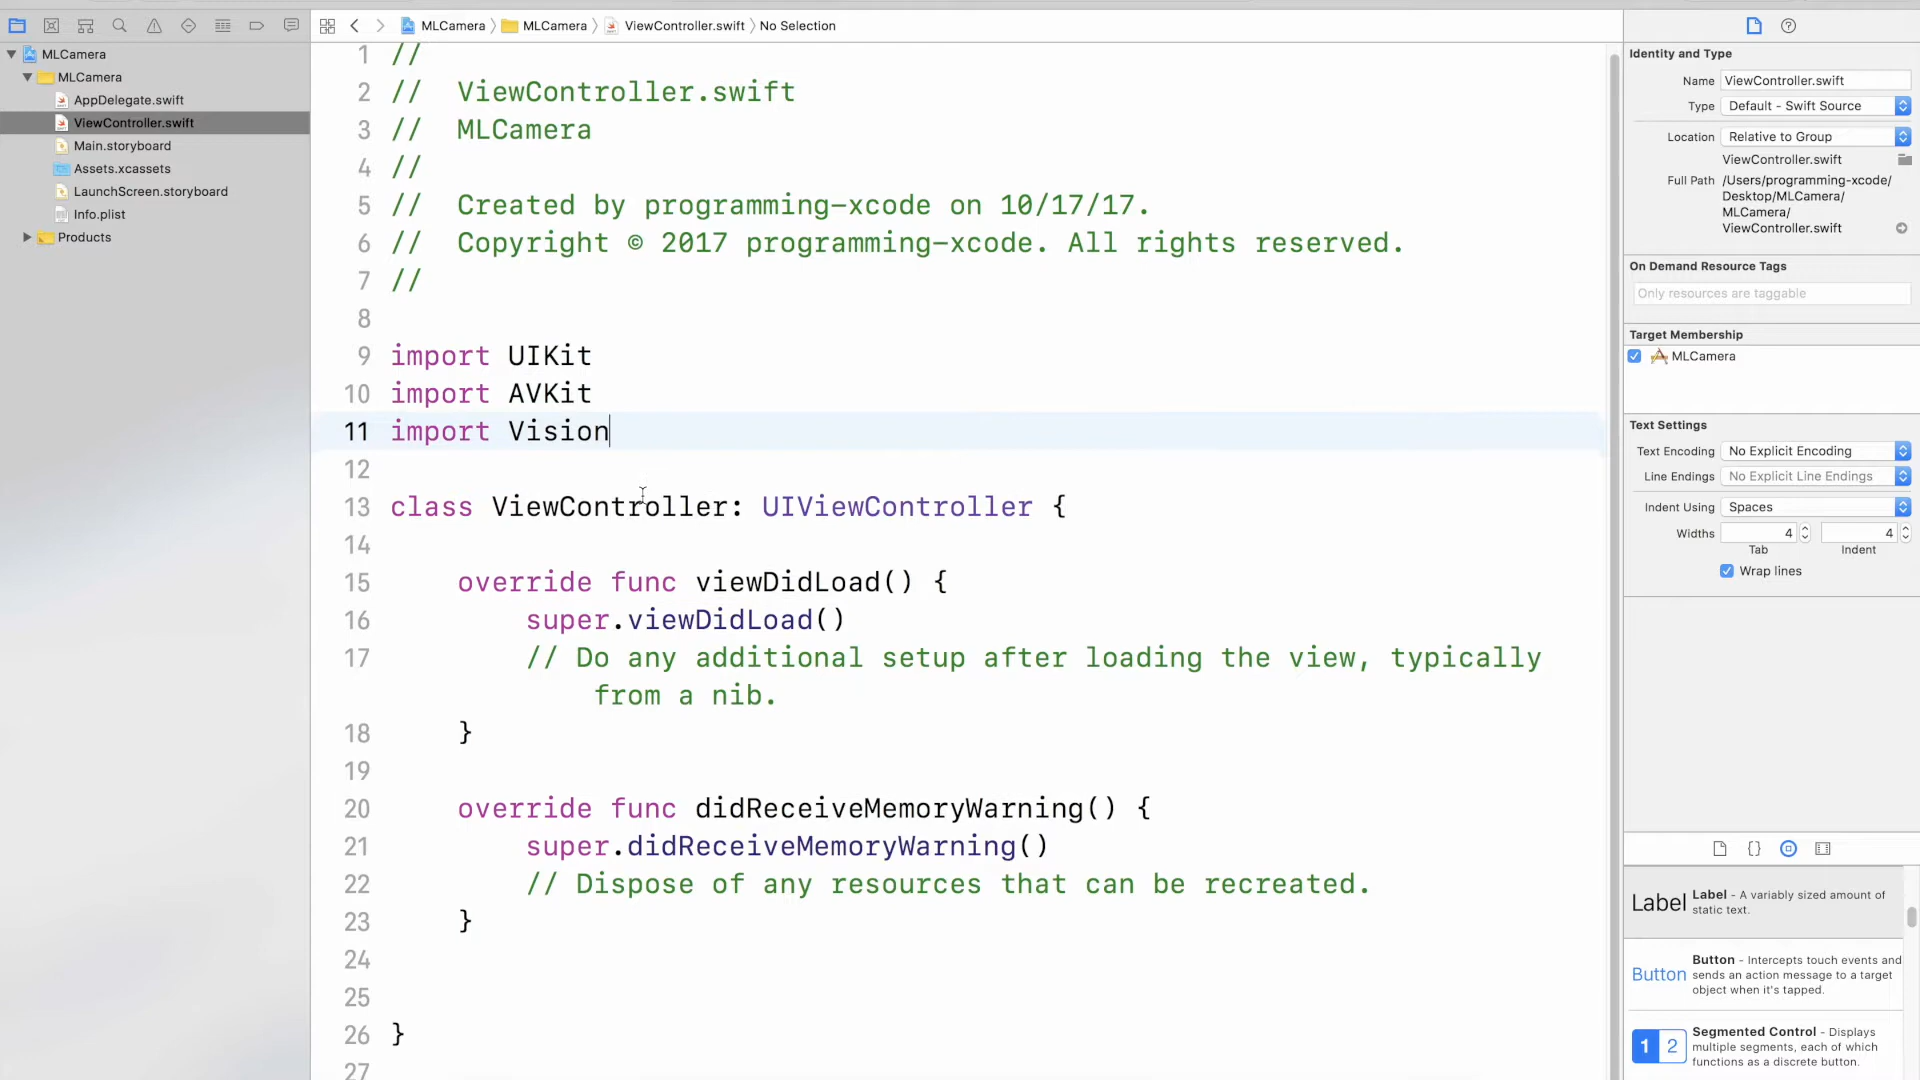 MLCamera
MLCamera
AppDelegate.swift
ViewController.swift
Main.storyboard
Assets.xcassets
LaunchScreen.storyboard
Info.plist
Products
MLCamera
MLCamera
ViewController.swift
No Selection
1 //
2 //  ViewController.swift
3 //  MLCamera
4 //
5 //  Created by programming-xcode on 10/17/17.
6 //  Copyright © 2017 programming-xcode. All rights reserved.
7 //
8
9 import UIKit
10 import AVKit
11 import Vision
12
13 class ViewController: UIViewController {
14
15     override func viewDidLoad() {
16         super.viewDidLoad()
17         // Do any additional setup after loading the view, typically
from a nib.
18     }
19
20     override func didReceiveMemoryWarning() {
21         super.didReceiveMemoryWarning()
22         // Dispose of any resources that can be recreated.
23     }
24
25
26 }
27
Identity and Type
Name ViewController.swift
Type Default - Swift Source
Location Relative to Group
ViewController.swift
Full Path /Users/programming-xcode/
Desktop/MLCamera/
MLCamera/
ViewController.swift
On Demand Resource Tags
Only resources are taggable
Target Membership
MLCamera
Text Settings
Text Encoding No Explicit Encoding
Line Endings No Explicit Line Endings
Indent Using Spaces
Widths 4 4
Tab Indent
Wrap lines
{}
Label Label - A variably sized amount of
static text.
Button - Intercepts touch events and
Button sends an action message to a target
object when it's tapped.
Segmented Control - Displays
1 2 multiple segments, each of which
functions as a discrete button.